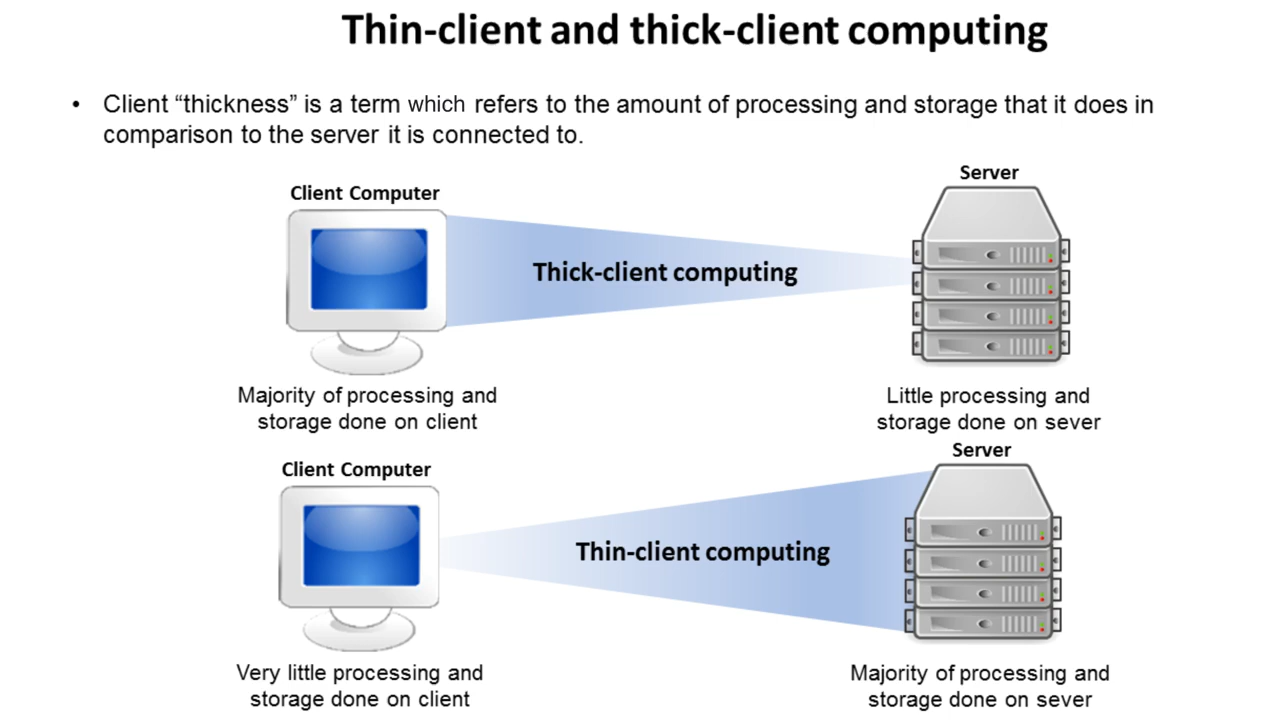 Thin-client and thick-client computing
• Client “thickness” is a term which refers to the amount of processing and storage that it does in
comparison to the server it is connected to.
Client Computer
Server
Thick-client computing
Majority of processing and
storage done on client
Little processing and
storage done on sever
Client Computer
Server
Thin-client computing
Very little processing and
storage done on client
Majority of processing and
storage done on sever